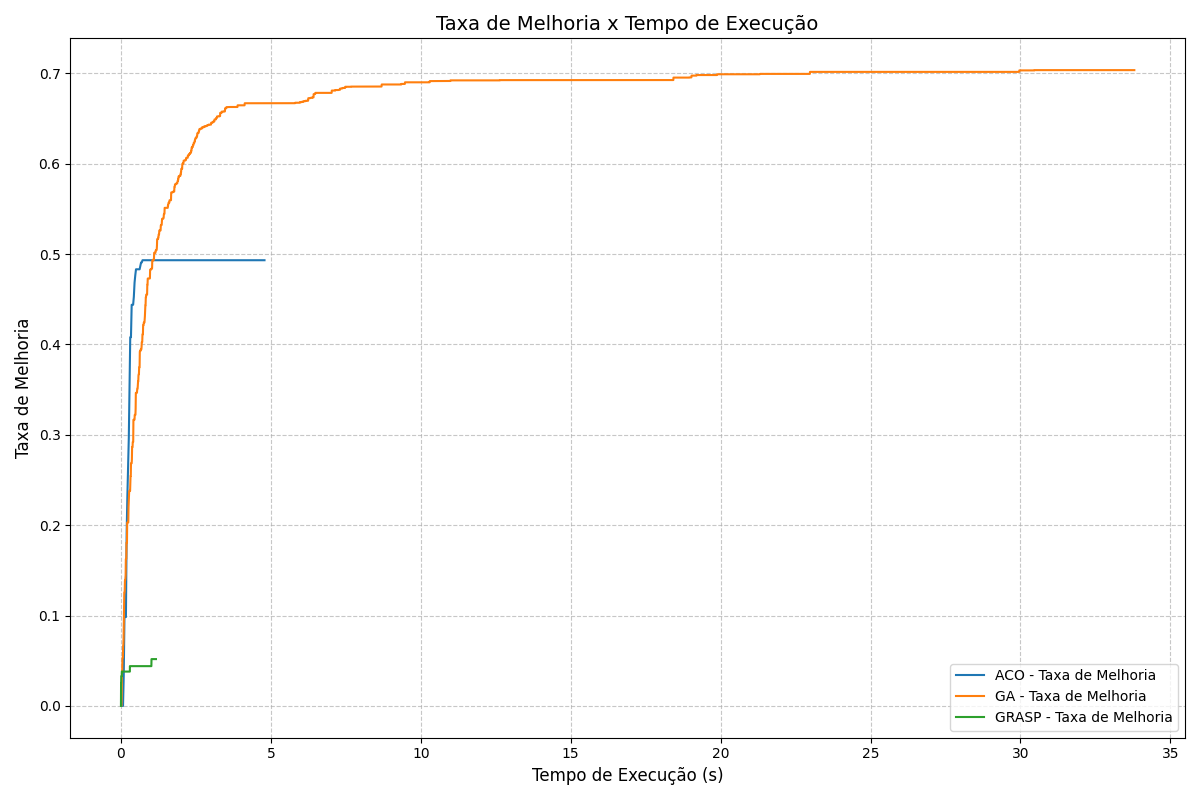 Taxa de Melhoria x Tempo de Execução
Taxa de Melhoria
0.7
0.6
0.5
0.4
0.3
0.2
0.1
0.0
0 5 10 15 20 25 30 35
Tempo de Execução (s)
ACO - Taxa de Melhoria
GA - Taxa de Melhoria
GRASP - Taxa de Melhoria